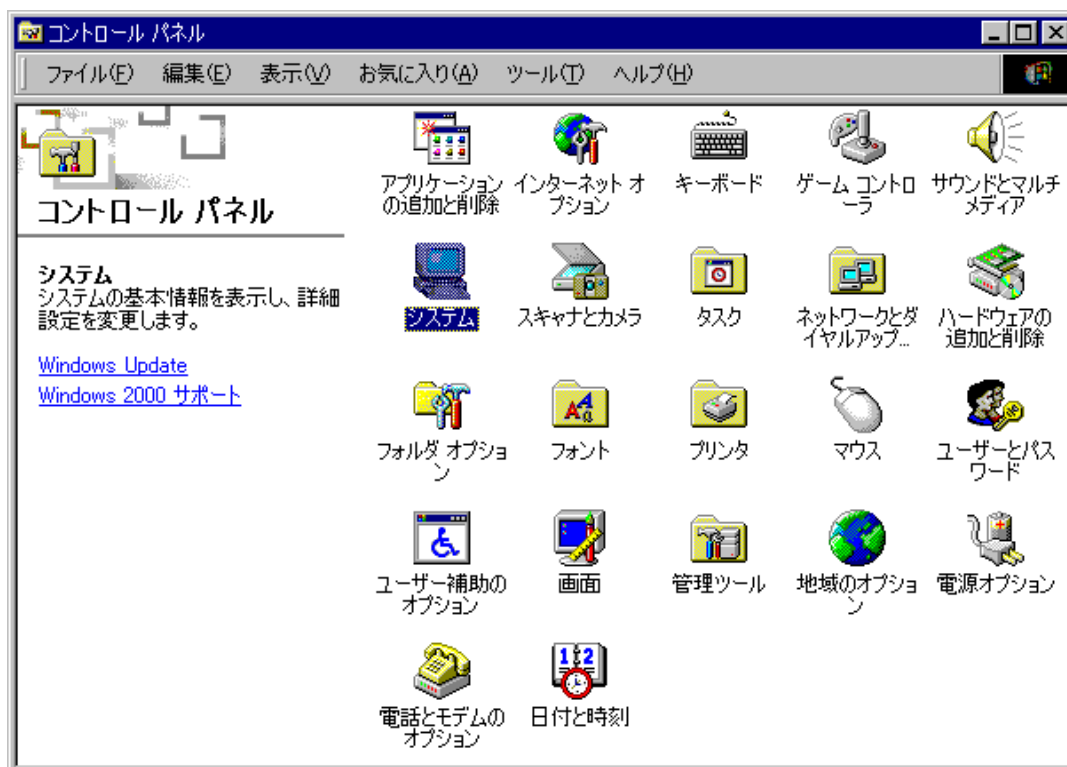 コントロール パネル
ファイル(F) 編集(E) 表示(V) お気に入り(A) ツール(T) ヘルプ(H)
コントロール パネル
システム
システムの基本情報を表示し、詳細
設定を変更します。
Windows Update
Windows 2000 サポート
アプリケーション
の追加と削除
インターネット オ
プション
キーボード
ゲーム コントロ
ーラ
サウンドとマルチ
メディア
システム
スキャナとカメラ
タスク
ネットワークとダ
イヤルアップ...
ハードウェアの
追加と削除
フォルダ オプショ
ン
フォント
プリンタ
マウス
ユーザーとパス
ワード
ユーザー補助の
オプション
画面
管理ツール
地域のオプショ
ン
電源オプション
電話とモデムの
オプション
12
日付と時刻